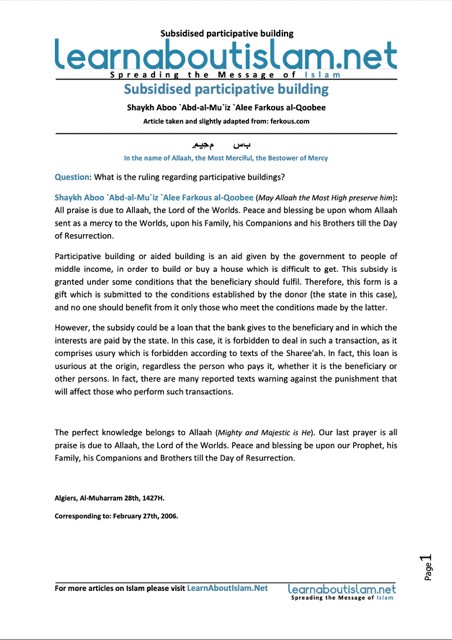 Subsidised participative building
learnaboutislam.net
Spreading the Message of Islam
Subsidised participative building
Shaykh Aboo `Abd-al-Mu`iz `Alee Farkous al-Qoobee
Article taken and slightly adapted from: ferkous.com
In the name of Allaah, the Most Merciful, the Bestower of Mercy
Question: What is the ruling regarding participative buildings?
Shaykh Aboo `Abd-al-Mu`iz `Alee Farkous al-Qoobee (May Allaah the Most High preserve him):
All praise is due to Allaah, the Lord of the Worlds. Peace and blessing be upon whom Allaah
sent as a mercy to the Worlds, upon his Family, his Companions and his Brothers till the Day
of Resurrection.
Participative building or aided building is an aid given by the government to people of
middle income, in order to build or buy a house which is difficult to get. This subsidy is
granted under some conditions that the beneficiary should fulfil. Therefore, this form is a
gift which is submitted to the conditions established by the donor (the state in this case),
and no one should benefit from it only those who meet the conditions made by the latter.
However, the subsidy could be a loan that the bank gives to the beneficiary and in which the
interests are paid by the state. In this case, it is forbidden to deal in such a transaction, as it
comprises usury which is forbidden according to texts of the Sharee'ah. In fact, this loan is
usurious at the origin, regardless the person who pays it, whether it is the beneficiary or
other persons. In fact, there are many reported texts warning against the punishment that
will affect those who perform such transactions.
The perfect knowledge belongs to Allaah (Mighty and Majestic is He). Our last prayer is all
praise is due to Allaah, the Lord of the Worlds. Peace and blessing be upon our Prophet, his
Family, his Companions and Brothers till the Day of Resurrection.
Algiers, Al-Muharram 28th, 1427H.
Corresponding to: February 27th, 2006.
Page 1
For more articles on Islam please visit LearnAboutIslam.Net
learnaboutislam.net
Spreading the Message of Islam